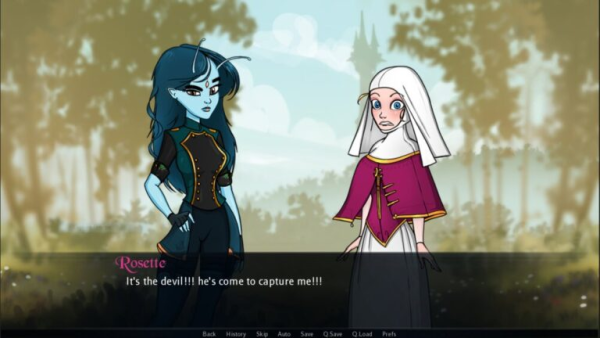 Rosette
It's the devil!!! he's come to capture me!!!
Back History Skip Auto Save Q.Save Q.Load Prefs